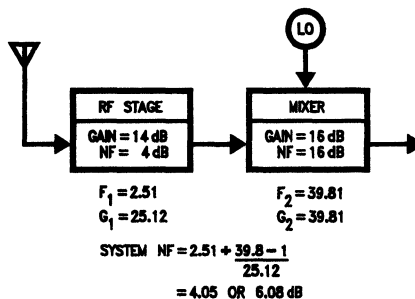 LO
RF STAGE
GAIN = 14 dB
NF = 4 dB
MIXER
GAIN = 16 dB
NF = 16 dB
F1 = 2.51
G1 = 25.12
F2 = 39.81
G2 = 39.81
SYSTEM NF = 2.51 + 39.8 − 1
25.12
= 4.05 OR 6.08 dB